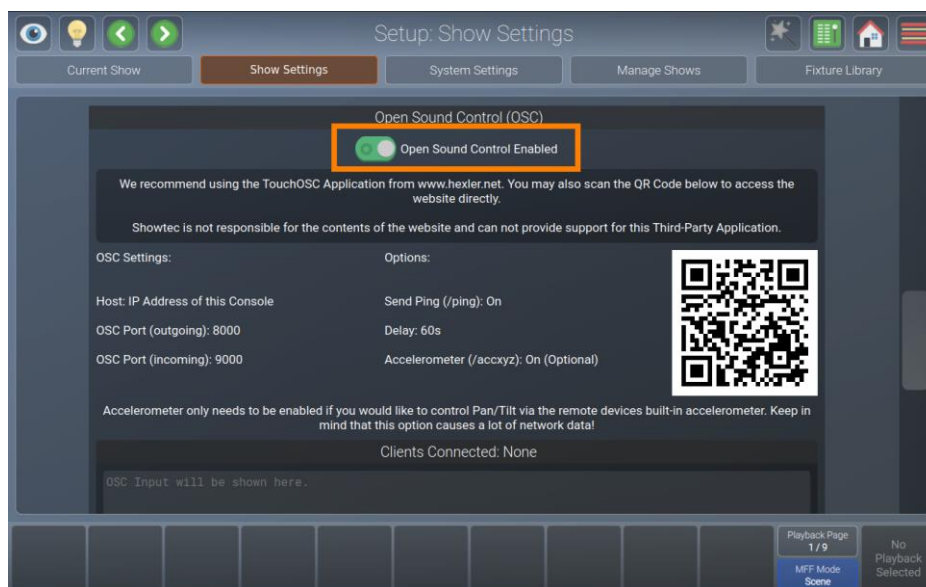 Setup: Show Settings
Current Show
Show Settings
System Settings
Manage Shows
Fixture Library
Open Sound Control (OSC)
Open Sound Control Enabled
We recommend using the TouchOSC Application from www.hexler.net. You may also scan the QR Code below to access the
website directly.
Showtec is not responsible for the contents of the website and can not provide support for this Third-Party Application.
OSC Settings:
Options:
Host: IP Address of this Console
Send Ping (/ping): On
OSC Port (outgoing): 8000
Delay: 60s
OSC Port (incoming): 9000
Accelerometer (/accxyz): On (Optional)
Accelerometer only needs to be enabled if you would like to control Pan/Tilt via the remote devices built-in accelerometer. Keep in
mind that this option causes a lot of network data!
Clients Connected: None
OSC Input will be shown here.
Playback Page
1 / 9
MFF Mode
Scene
No
Playback
Selected